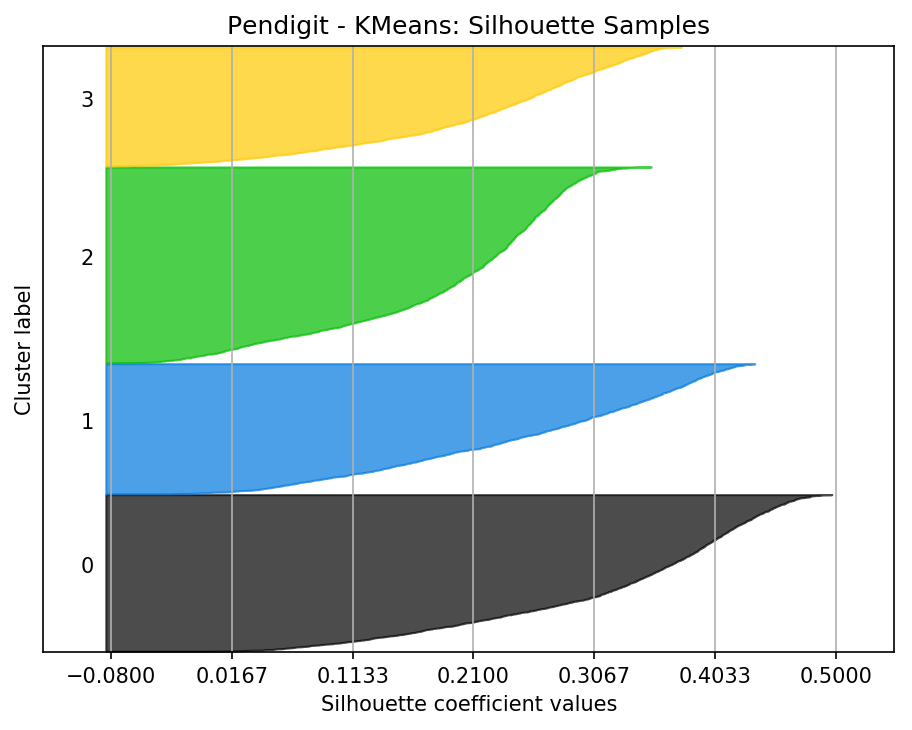 Pendigit - KMeans: Silhouette Samples
3
2
1
0
Cluster label
−0.0800 0.0167 0.1133 0.2100 0.3067 0.4033 0.5000
Silhouette coefficient values